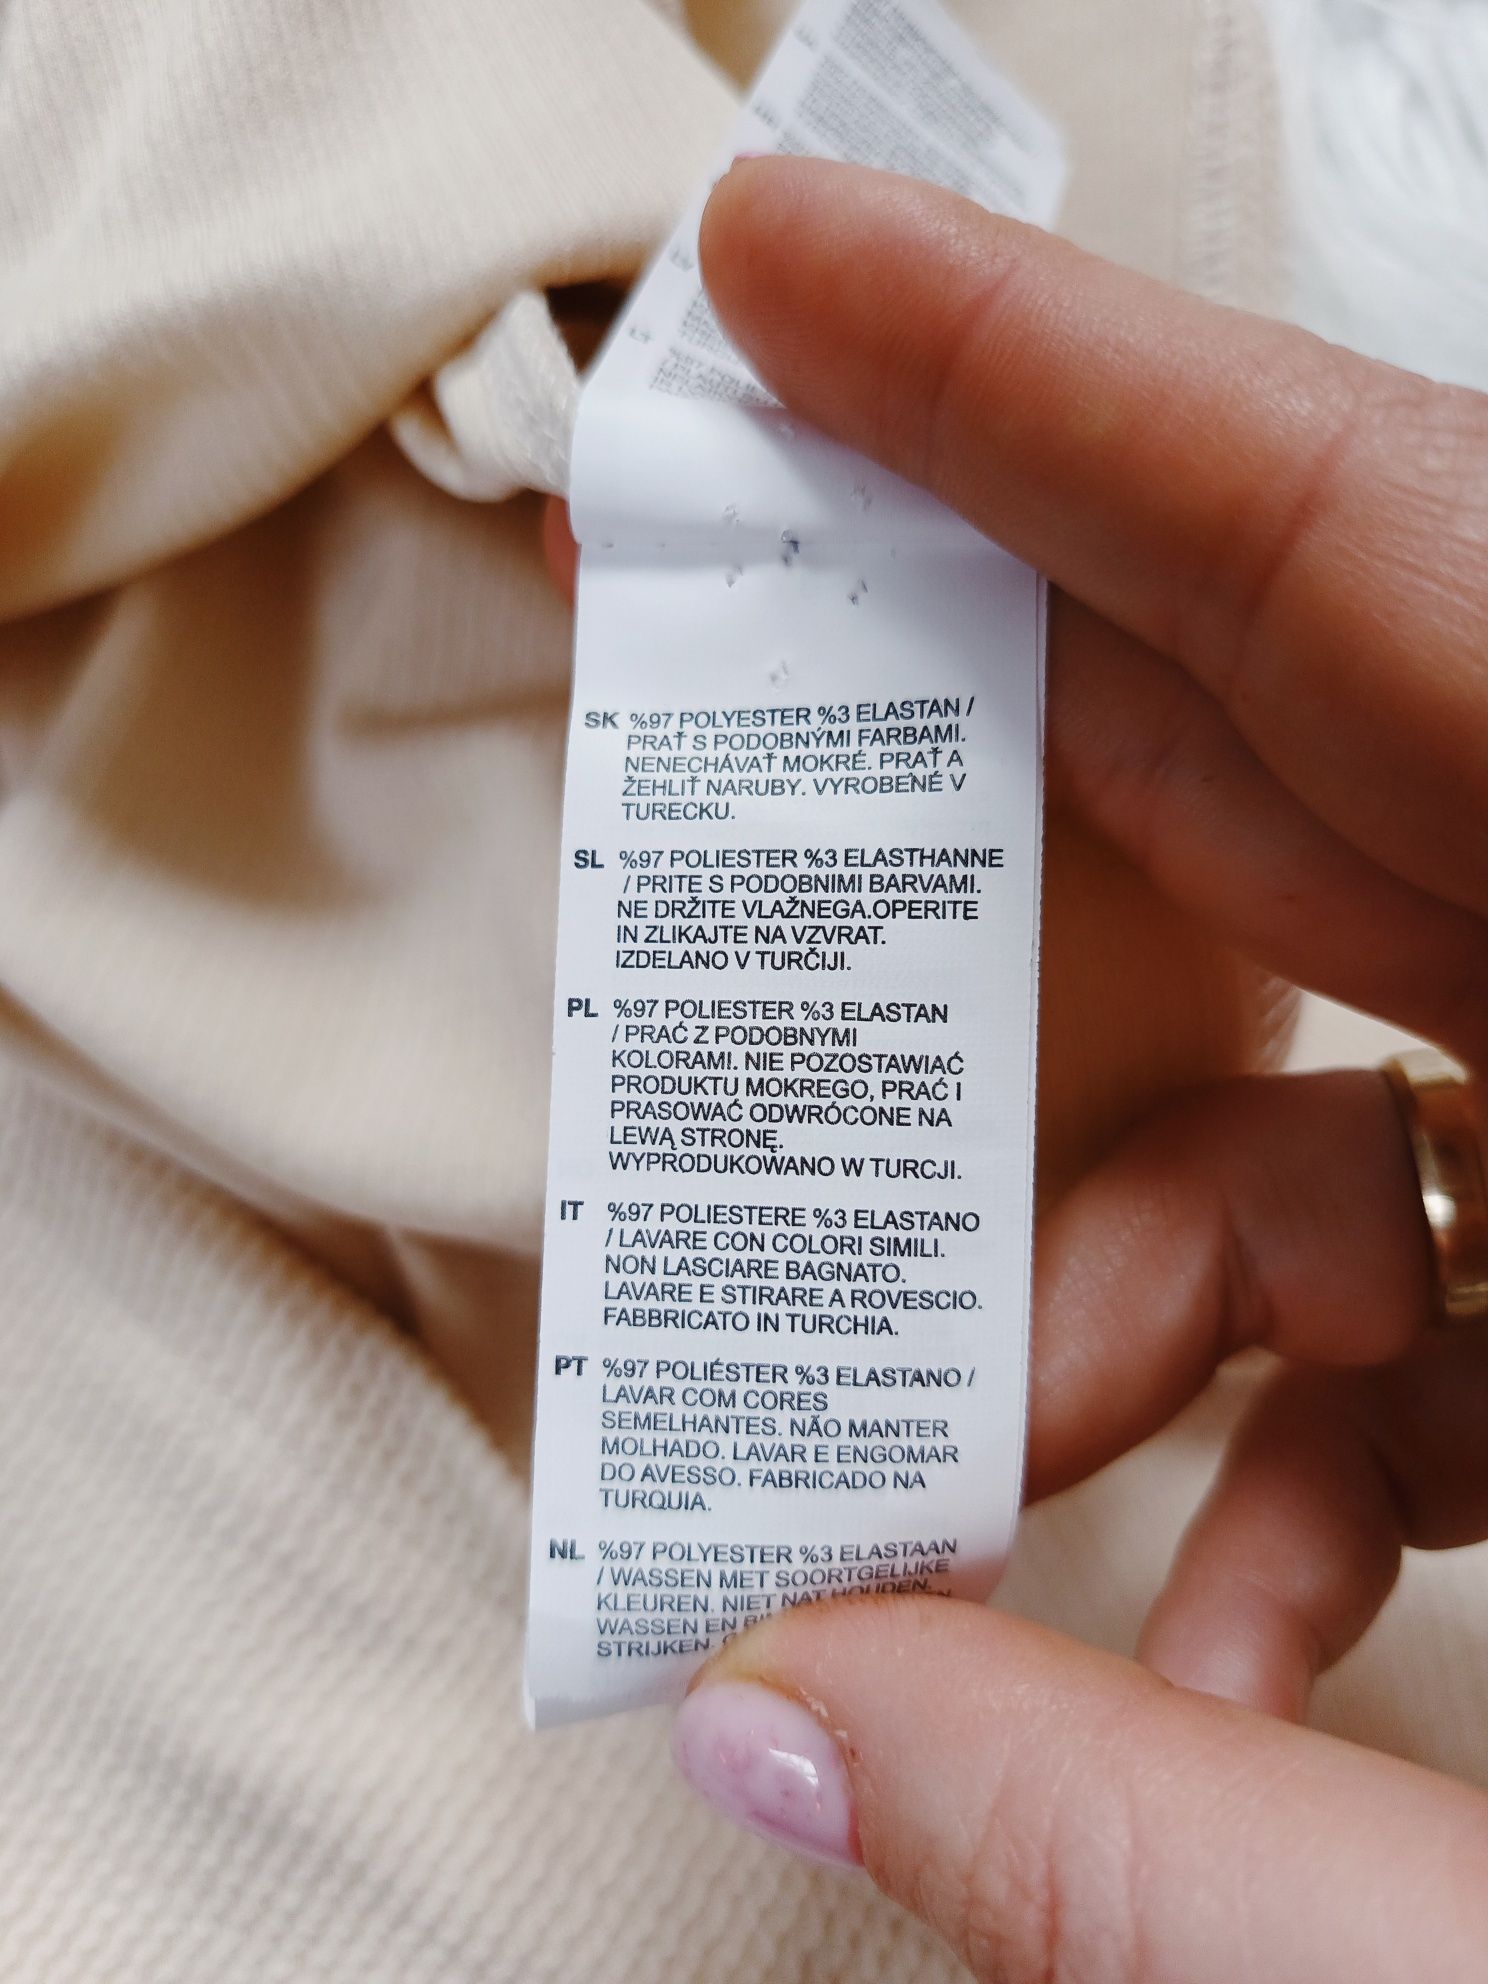 SK %97 POLYESTER %3 ELASTAN /
PRAŤ S PODOBNÝMI FARBAMI.
NENECHÁVAŤ MOKRÉ. PRAŤ A
ŽEHLIŤ NARUBY. VYROBENÉ V
TURECKU.
SL %97 POLIESTER %3 ELASTHANNE
/ PRITE S PODOBNIMI BARVAMI.
NE DRŽITE VLAŽNEGA.OPERITE
IN ZLIKAJTE NA VZVRAT.
IZDELANO V TURČIJI.
PL %97 POLIESTER %3 ELASTAN
/ PRAĆ Z PODOBNYMI
KOLORAMI. NIE POZOSTAWIAĆ
PRODUKTU MOKREGO, PRAĆ I
PRASOWAĆ ODWRÓCONE NA
LEWĄ STRONĘ.
WYPRODUKOWANO W TURCJI.
IT %97 POLIESTERE %3 ELASTANO
/ LAVARE CON COLORI SIMILI.
NON LASCIARE BAGNATO.
LAVARE E STIRARE A ROVESCIO.
FABBRICATO IN TURCHIA.
PT %97 POLIÉSTER %3 ELASTANO /
LAVAR COM CORES
SEMELHANTES. NÃO MANTER
MOLHADO. LAVAR E ENGOMAR
DO AVESSO. FABRICADO NA
TURQUIA.
NL %97 POLYESTER %3 ELASTAAN
/ WASSEN MET SOORTGELIJKE
KLEUREN. NIET NAT HOUDEN.
WASSEN EN
STRIJKEN.